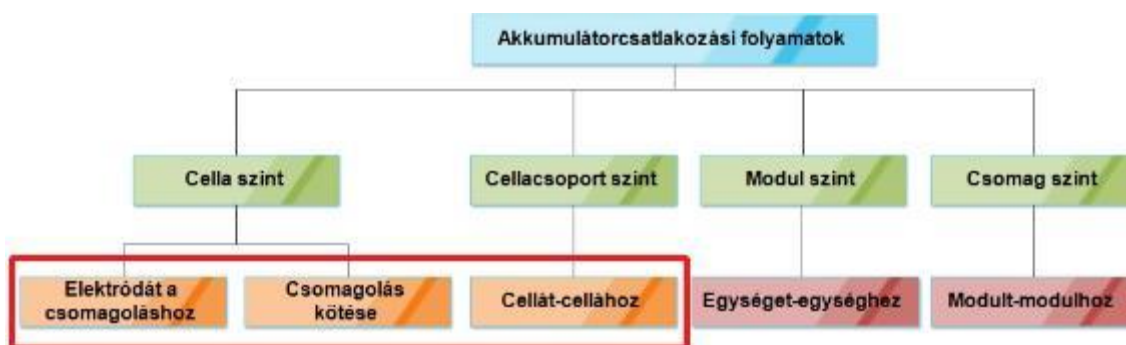 Akkumulátorcsatlakozási folyamatok
Cella szint
Cellacsoport szint
Modul szint
Csomag szint
Elektródát a
csomagoláshoz
Csomagolás
kötése
Cellát-cellához
Egységet-egységhez
Modult-modulhoz